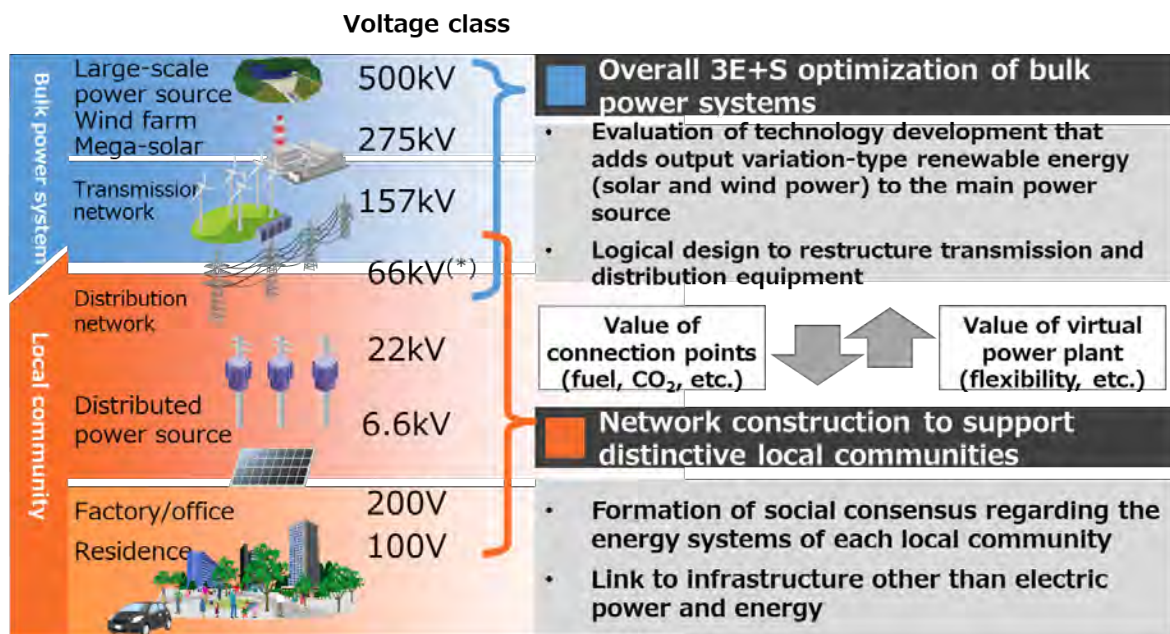 Voltage class
Bulk power system
Large-scale
power source
Wind farm
Mega-solar
Transmission
network
500kV
275kV
157kV
66kV(*)
Local community
Distribution
network
Distributed
power source
22kV
6.6kV
Factory/office
Residence
200V
100V
Overall 3E+S optimization of bulk
power systems
• Evaluation of technology development that
adds output variation-type renewable energy
(solar and wind power) to the main power
source
• Logical design to restructure transmission and
distribution equipment
Value of
connection points
(fuel, CO₂, etc.)
Value of virtual
power plant
(flexibility, etc.)
Network construction to support
distinctive local communities
• Formation of social consensus regarding the
energy systems of each local community
• Link to infrastructure other than electric
power and energy